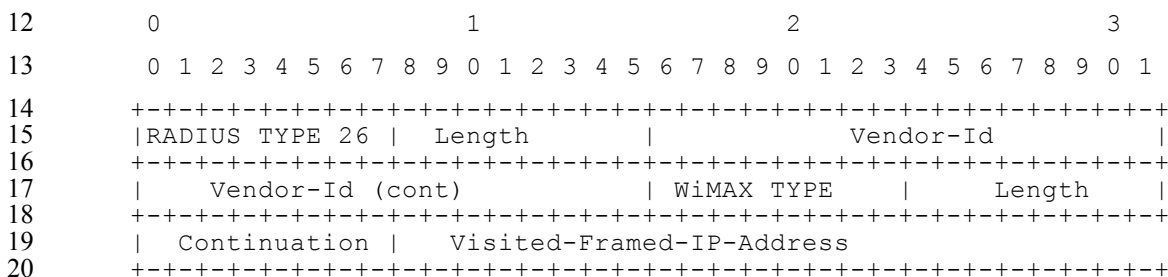 12 0 1 2 3
13 0 1 2 3 4 5 6 7 8 9 0 1 2 3 4 5 6 7 8 9 0 1 2 3 4 5 6 7 8 9 0 1
14 +-+-+-+-+-+-+-+-+-+-+-+-+-+-+-+-+-+-+-+-+-+-+-+-+-+-+-+-+-+-+-+-+
15 |RADIUS TYPE 26 | Length | Vendor-Id |
16 +-+-+-+-+-+-+-+-+-+-+-+-+-+-+-+-+-+-+-+-+-+-+-+-+-+-+-+-+-+-+-+-+
17 | Vendor-Id (cont) | WiMAX TYPE | Length |
18 +-+-+-+-+-+-+-+-+-+-+-+-+-+-+-+-+-+-+-+-+-+-+-+-+-+-+-+-+-+-+-+-+
19 | Continuation | Visited-Framed-IP-Address
20 +-+-+-+-+-+-+-+-+-+-+-+-+-+-+-+-+-+-+-+-+-+-+-+-+-+-+-+-+-+-+-+-+